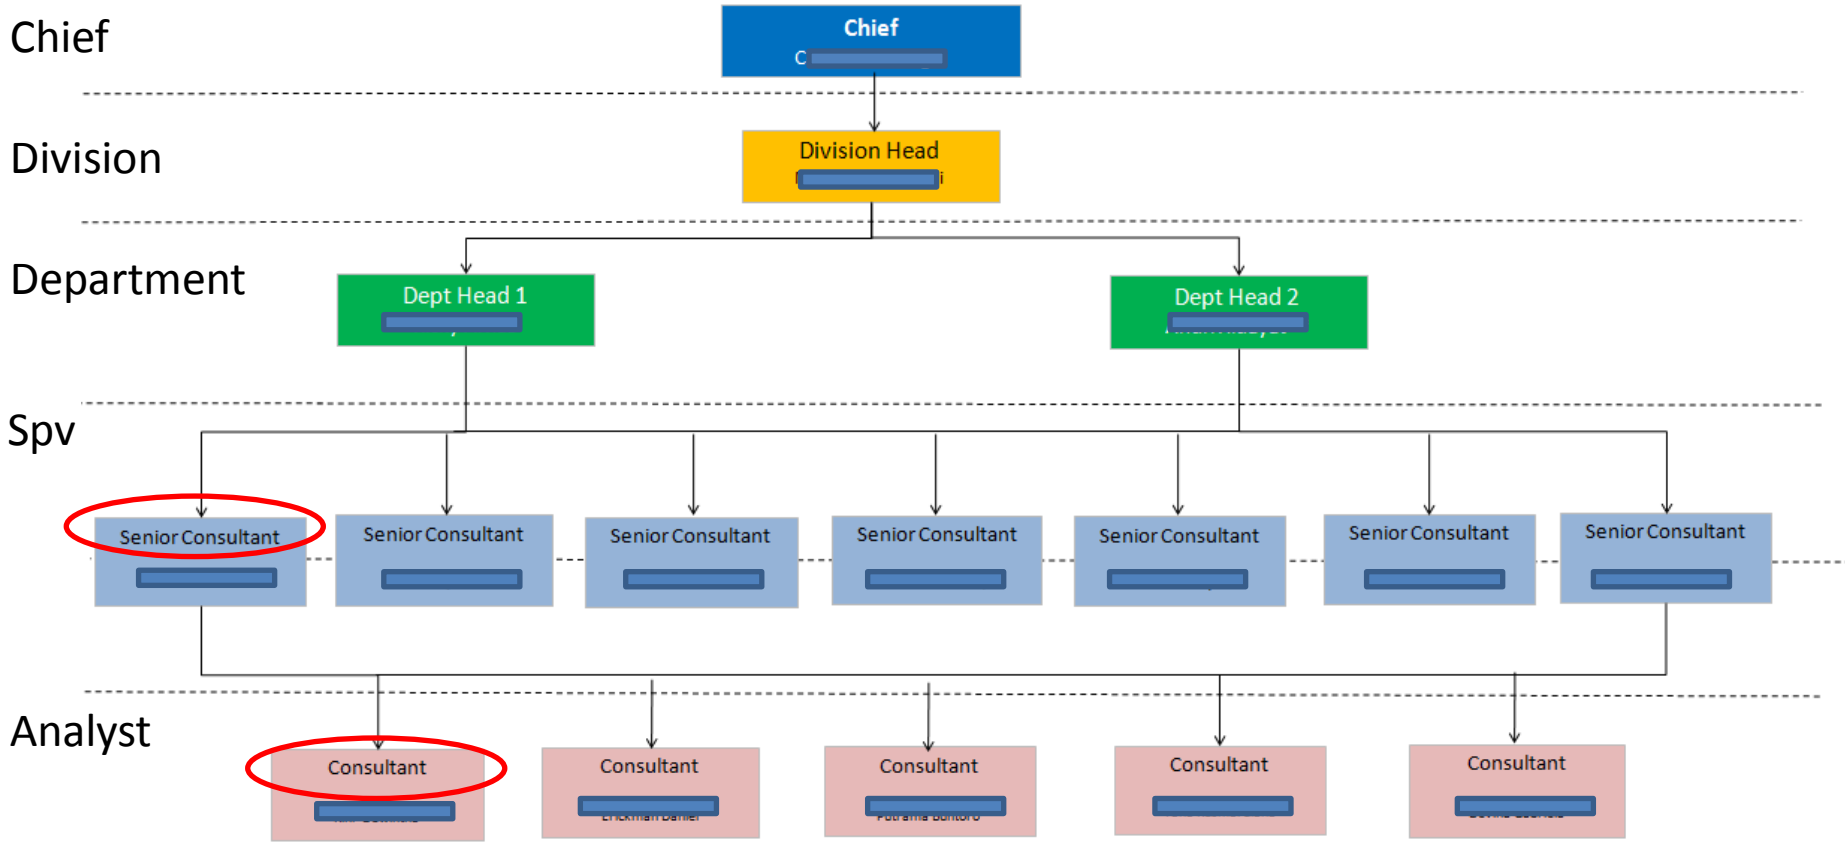 Chief
Chief
Division
Division Head
Department
Dept Head 1
Dept Head 2
Spv
Senior Consultant
Senior Consultant
Senior Consultant
Senior Consultant
Senior Consultant
Senior Consultant
Senior Consultant
Analyst
Consultant
Consultant
Consultant
Consultant
Consultant